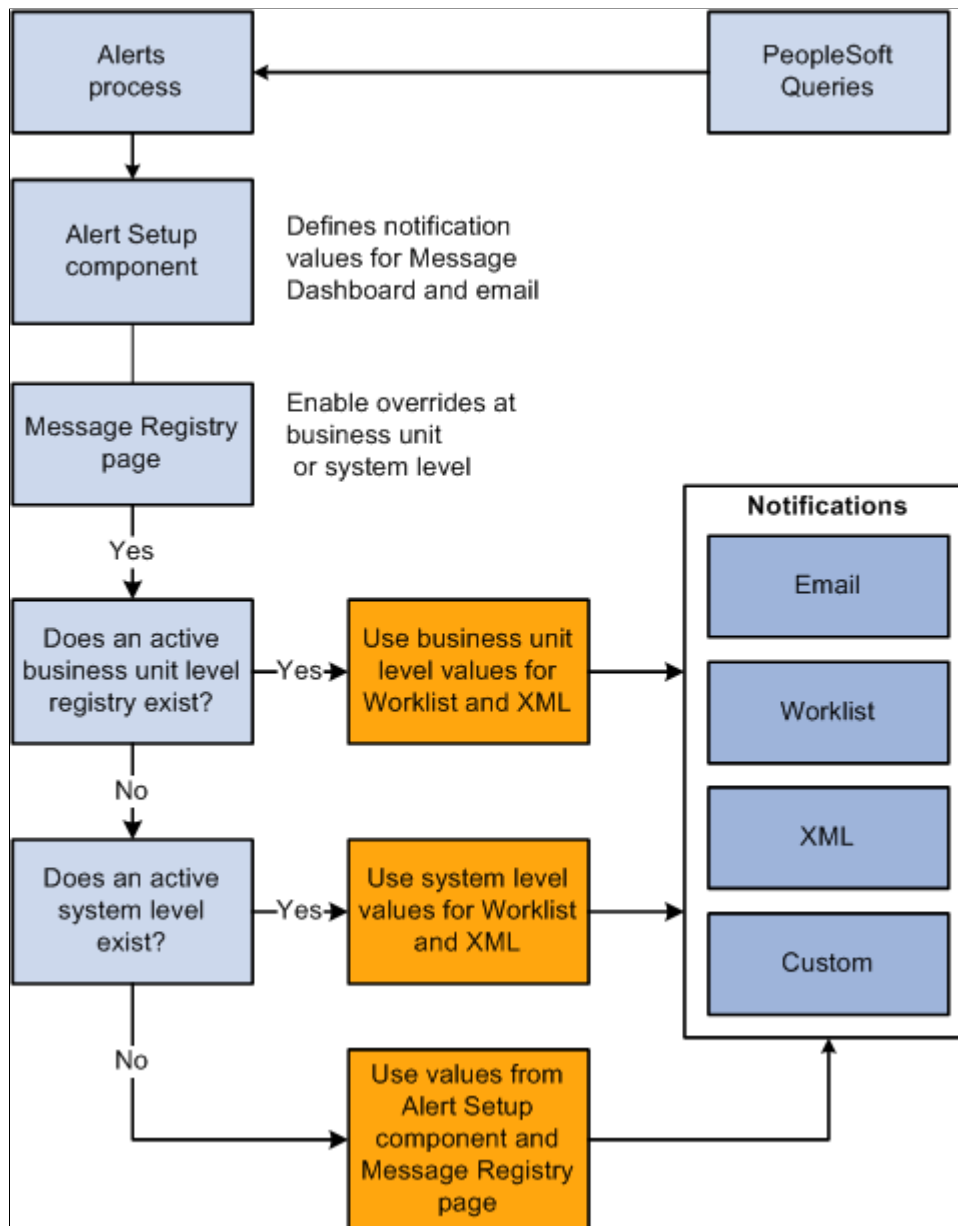 Alerts
process
PeopleSoft
Queries
Alert Setup
component
Defines notification
values for Message
Dashboard and email
Message Registry
page
Enable overrides at
business unit
or system level
Yes
Notifications
Email
Worklist
XML
Custom
Does an active
business unit level
registry exist?
Yes
Use business unit
level values for
Worklist and XML
No
Does an active
system level
exist?
Yes
Use system level
values for Worklist
and XML
No
Use values from
Alert Setup
component and
Message Registry
page